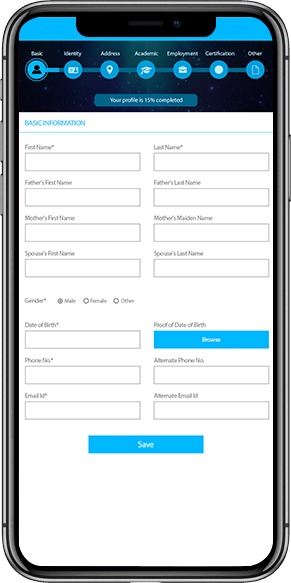 Basic Identity Address Academic Employment Certification Other
Your profile is 15% completed
BASIC INFORMATION
First Name* Last Name*
Father's First Name Father's Last Name
Mother's First Name Mother's Maiden Name
Spouse's First Name Spouse's Last Name
Gender* Male Female Other
Date of Birth* Proof of Date of Birth
Browse
Phone No.* Alternate Phone No.
Email Id* Alternate Email Id
Save